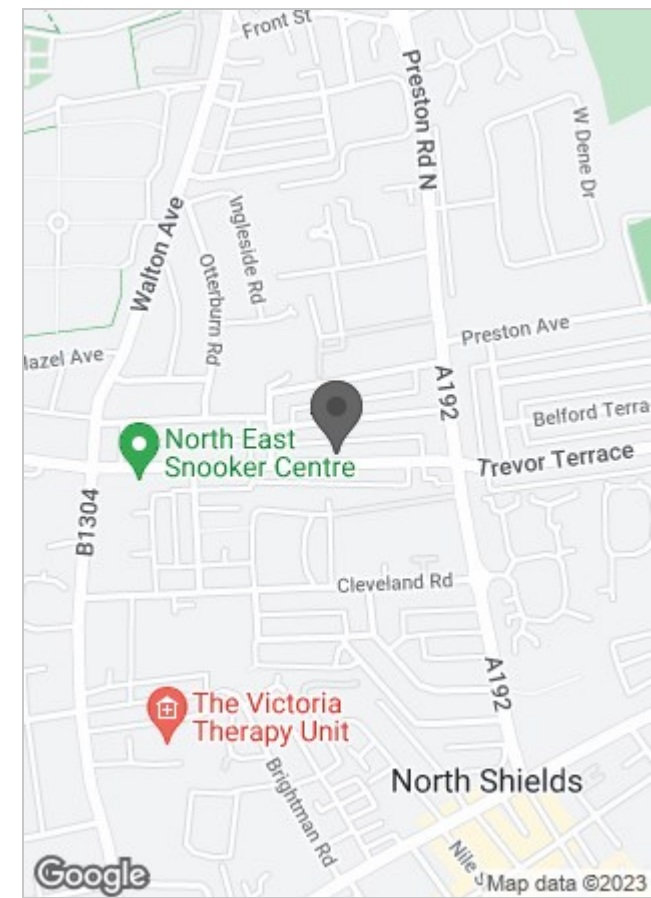 Front St
Preston Rd N
W Dene Dr
Walton Ave
Ingleside Rd
Otterburn Rd
Preston Ave
Hazel Ave
A192
Belford Terra
North East
Snooker Centre
Trevor Terrace
B1304
Cleveland Rd
A192
The Victoria
Therapy Unit
North Shields
Brightman Rd
Nile
Google
Map data ©2023